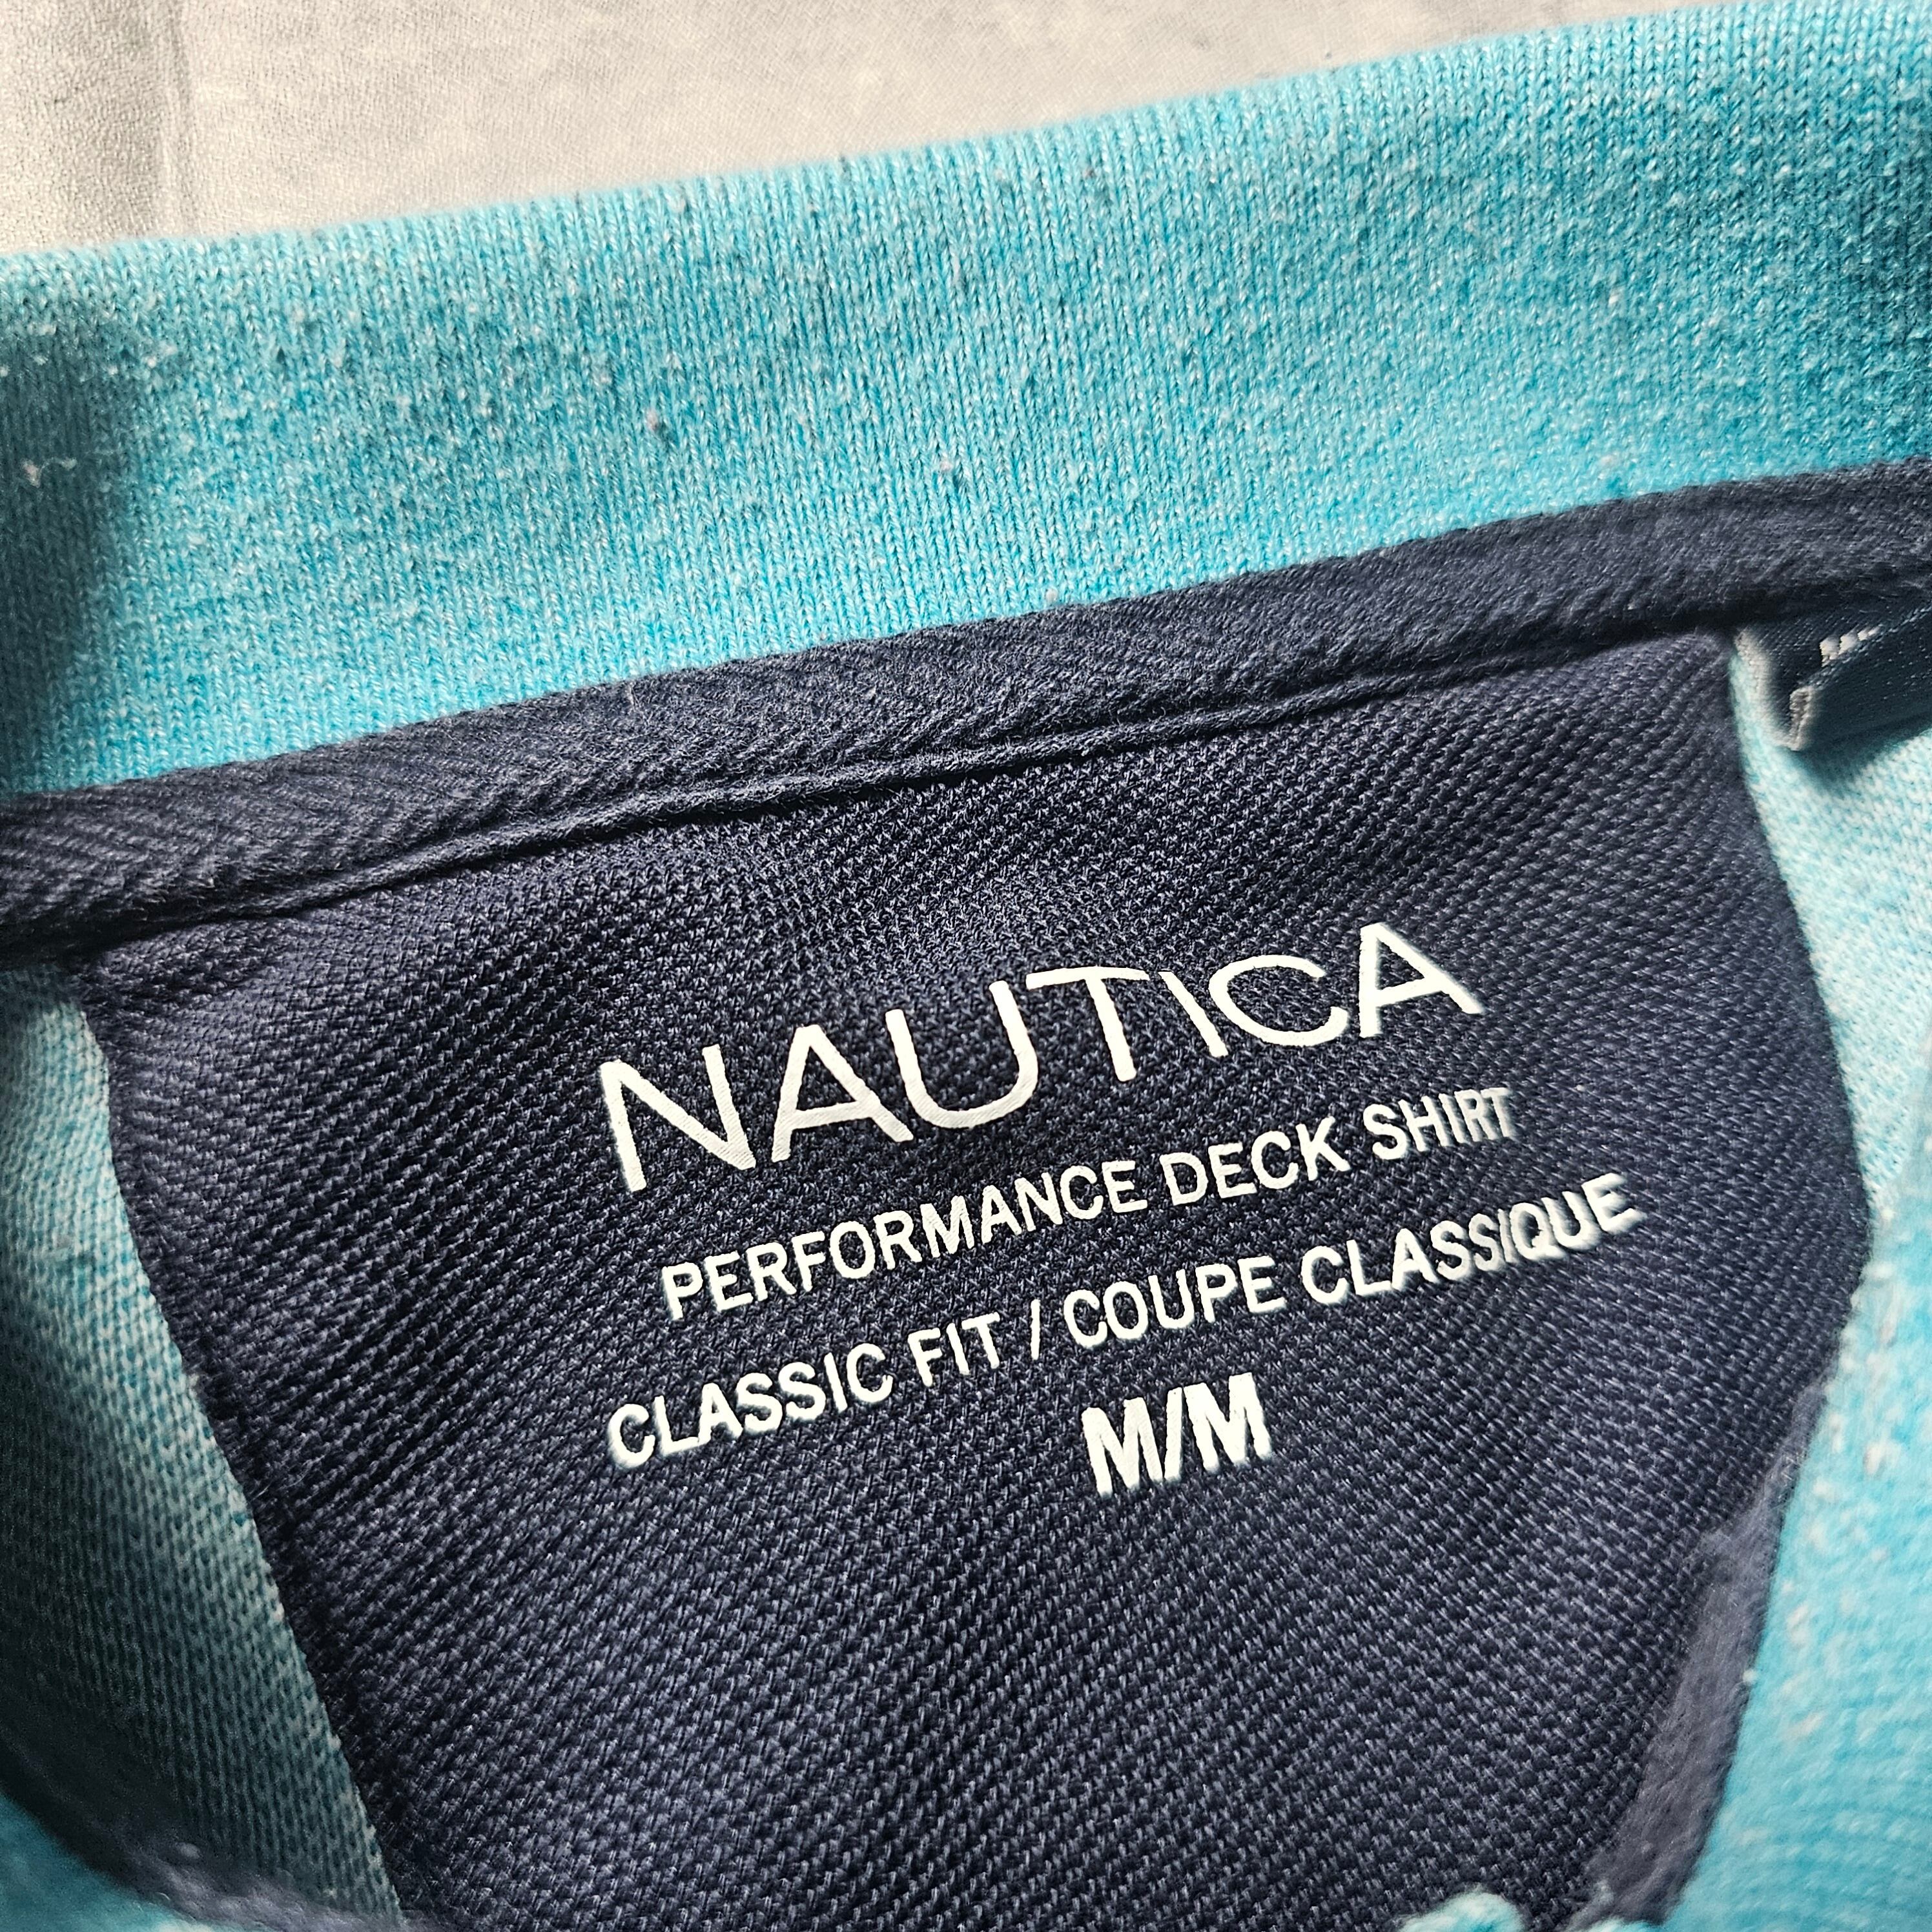 NAUTICA
PERFORMANCE DECK SHIRT
CLASSIC FIT / COUPE CLASSIQUE
M/M